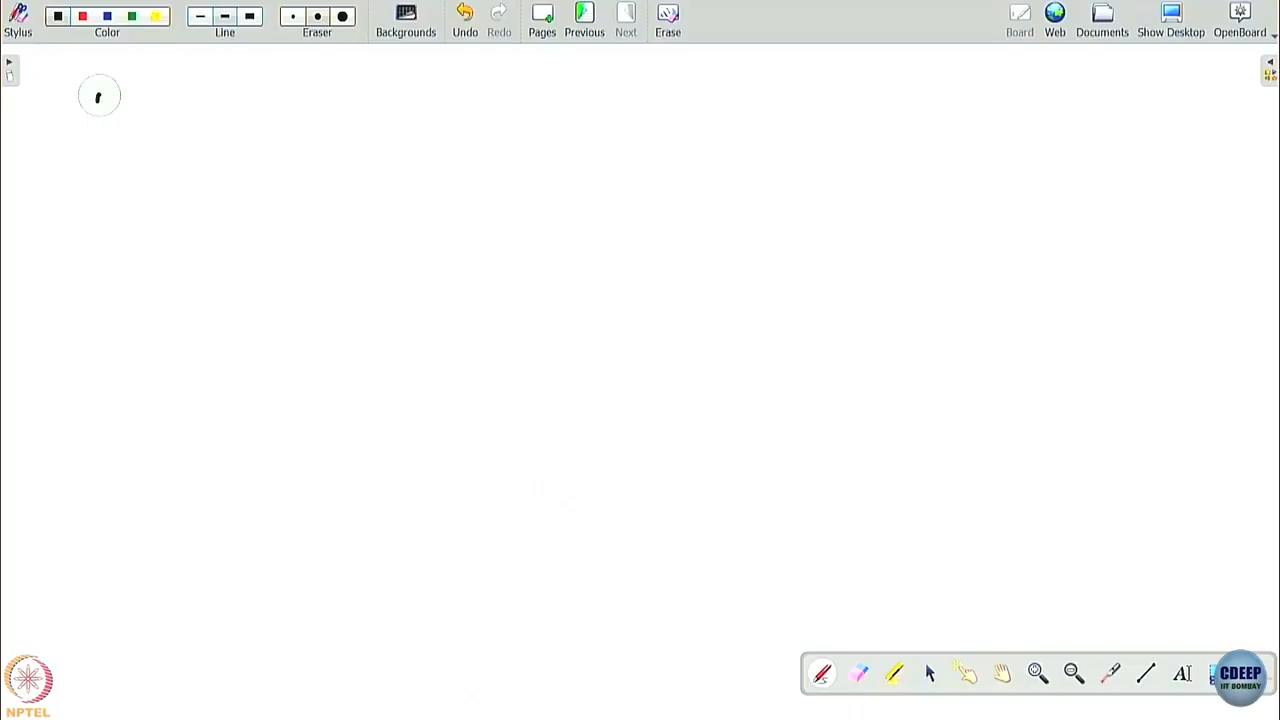 Stylus Color Line Eraser Backgrounds Undo Redo Pages Previous Next Erase Board Web Documents Show Desktop OpenBoard
CDEEP
IIT BOMBAY
NPTEL